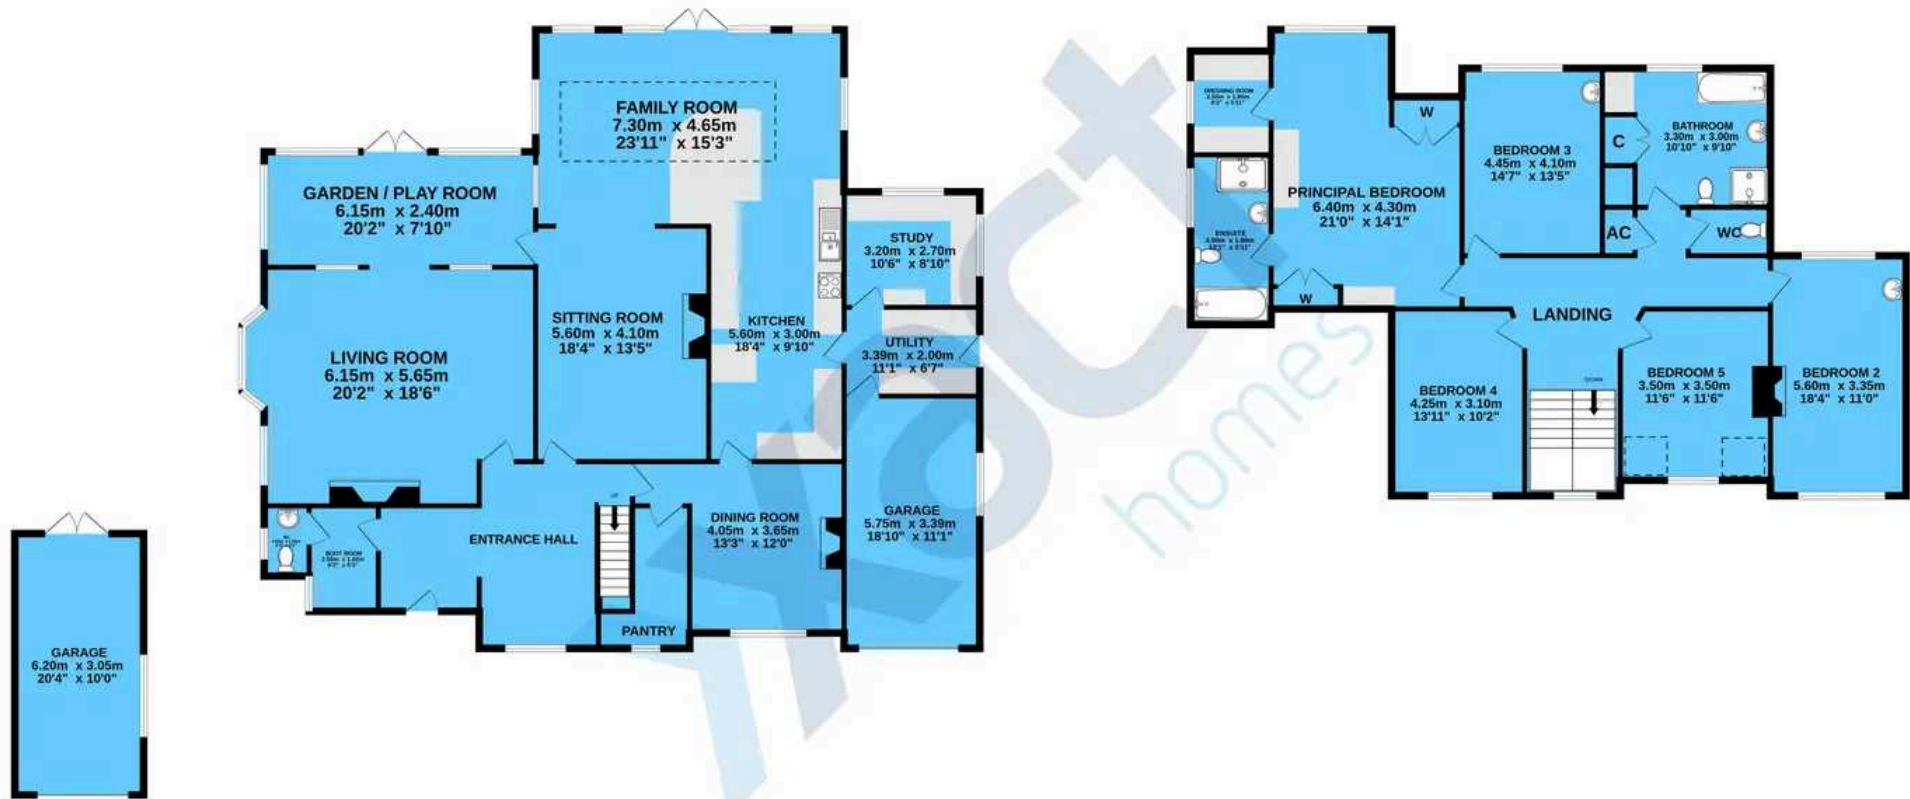 FAMILY ROOM
7.30m x 4.65m
23'11" x 15'3"
GARDEN / PLAY ROOM
6.15m x 2.40m
20'2" x 7'10"
STUDY
3.20m x 2.70m
10'6" x 8'10"
SITTING ROOM
5.60m x 4.10m
18'4" x 13'5"
KITCHEN
5.60m x 3.00m
18'4" x 9'10"
UTILITY
3.39m x 2.00m
11'1" x 6'7"
LIVING ROOM
6.15m x 5.65m
20'2" x 18'6"
UP
DINING ROOM
4.05m x 3.65m
13'3" x 12'0"
GARAGE
5.75m x 3.39m
18'10" x 11'1"
ENTRANCE HALL
BOOT ROOM
PANTRY
GARAGE
6.20m x 3.05m
20'4" x 10'0"
DRESSING ROOM
W
BEDROOM 3
4.45m x 4.10m
14'7" x 13'5"
BATHROOM
3.30m x 3.00m
10'10" x 9'10"
C
PRINCIPAL BEDROOM
6.40m x 4.30m
21'0" x 14'1"
ENSUITE
AC
WC
W
LANDING
BEDROOM 4
4.25m x 3.10m
13'11" x 10'2"
DOWN
BEDROOM 5
3.50m x 3.50m
11'6" x 11'6"
BEDROOM 2
5.60m x 3.35m
18'4" x 11'0"
Xact
homes